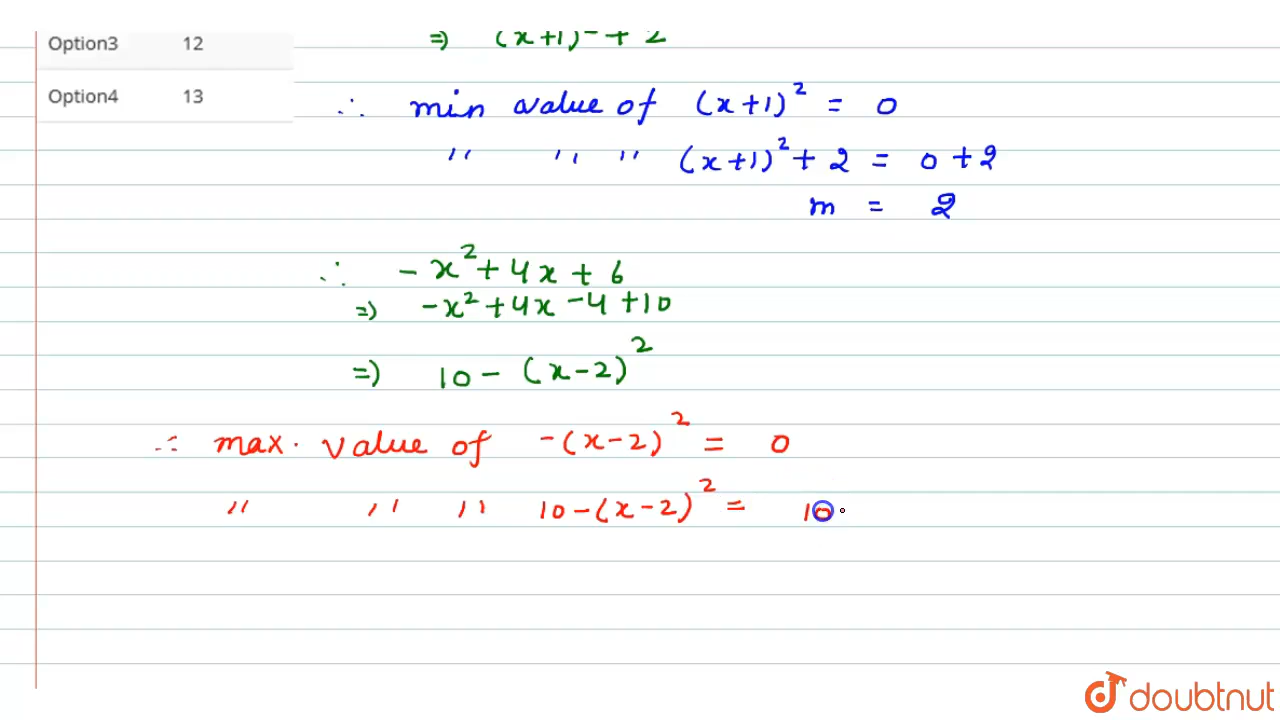 Option3 12
⇒ (x+1)² + 2
Option4 13
∴ min value of (x+1)² = 0
〃 〃 〃 (x+1)² + 2 = 0 + 2
m = 2
∴ - x² + 4x + 6
⇒ -x² + 4x - 4 + 10
⇒ 10 - (x-2)²
∴ max. value of -(x-2)² = 0
〃 〃 〃 10-(x-2)² = 10
doubtnut